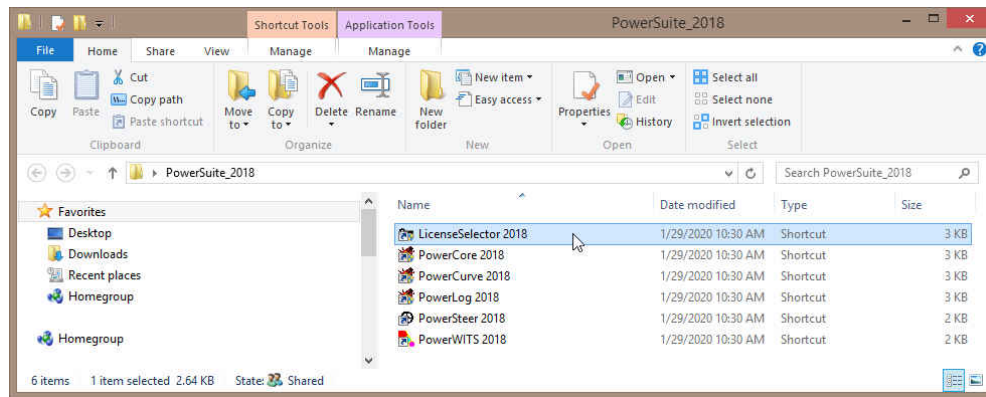 Shortcut Tools Application Tools PowerSuite_2018
File Home Share View Manage Manage
Copy Paste Cut Copy path Paste shortcut
Move to Copy to Delete Rename New folder
New item Easy access
Properties Open Edit History
Select all Select none Invert selection
Clipboard Organize New Open Select
PowerSuite_2018 Search PowerSuite_2018
Favorites
Desktop
Downloads
Recent places
Homegroup
Homegroup
Name Date modified Type Size
LicenseSelector 2018 1/29/2020 10:30 AM Shortcut 3 KB
PowerCore 2018 1/29/2020 10:30 AM Shortcut 3 KB
PowerCurve 2018 1/29/2020 10:30 AM Shortcut 3 KB
PowerLog 2018 1/29/2020 10:30 AM Shortcut 3 KB
PowerSteer 2018 1/29/2020 10:30 AM Shortcut 2 KB
PowerWITS 2018 1/29/2020 10:30 AM Shortcut 2 KB
6 items 1 item selected 2.64 KB State: Shared